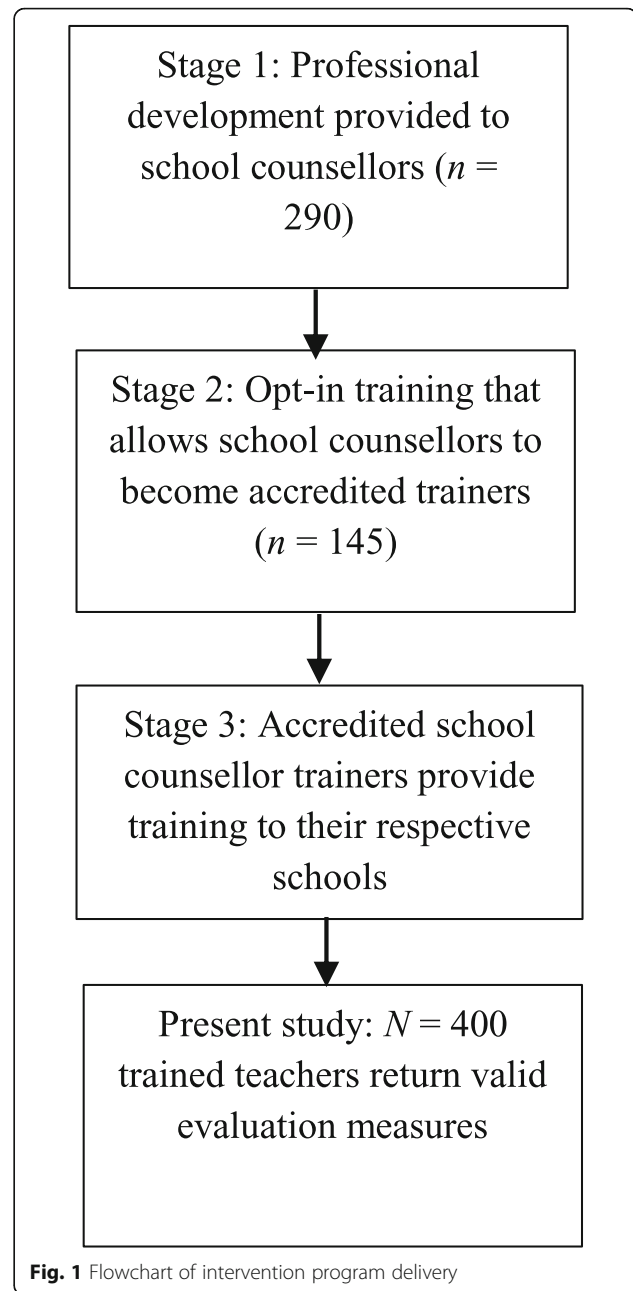 Stage 1: Professional
development provided to
school counsellors (n =
290)
Stage 2: Opt-in training that
allows school counsellors to
become accredited trainers
(n = 145)
Stage 3: Accredited school
counsellor trainers provide
training to their respective
schools
Present study: N = 400
trained teachers return valid
evaluation measures
Fig. 1 Flowchart of intervention program delivery